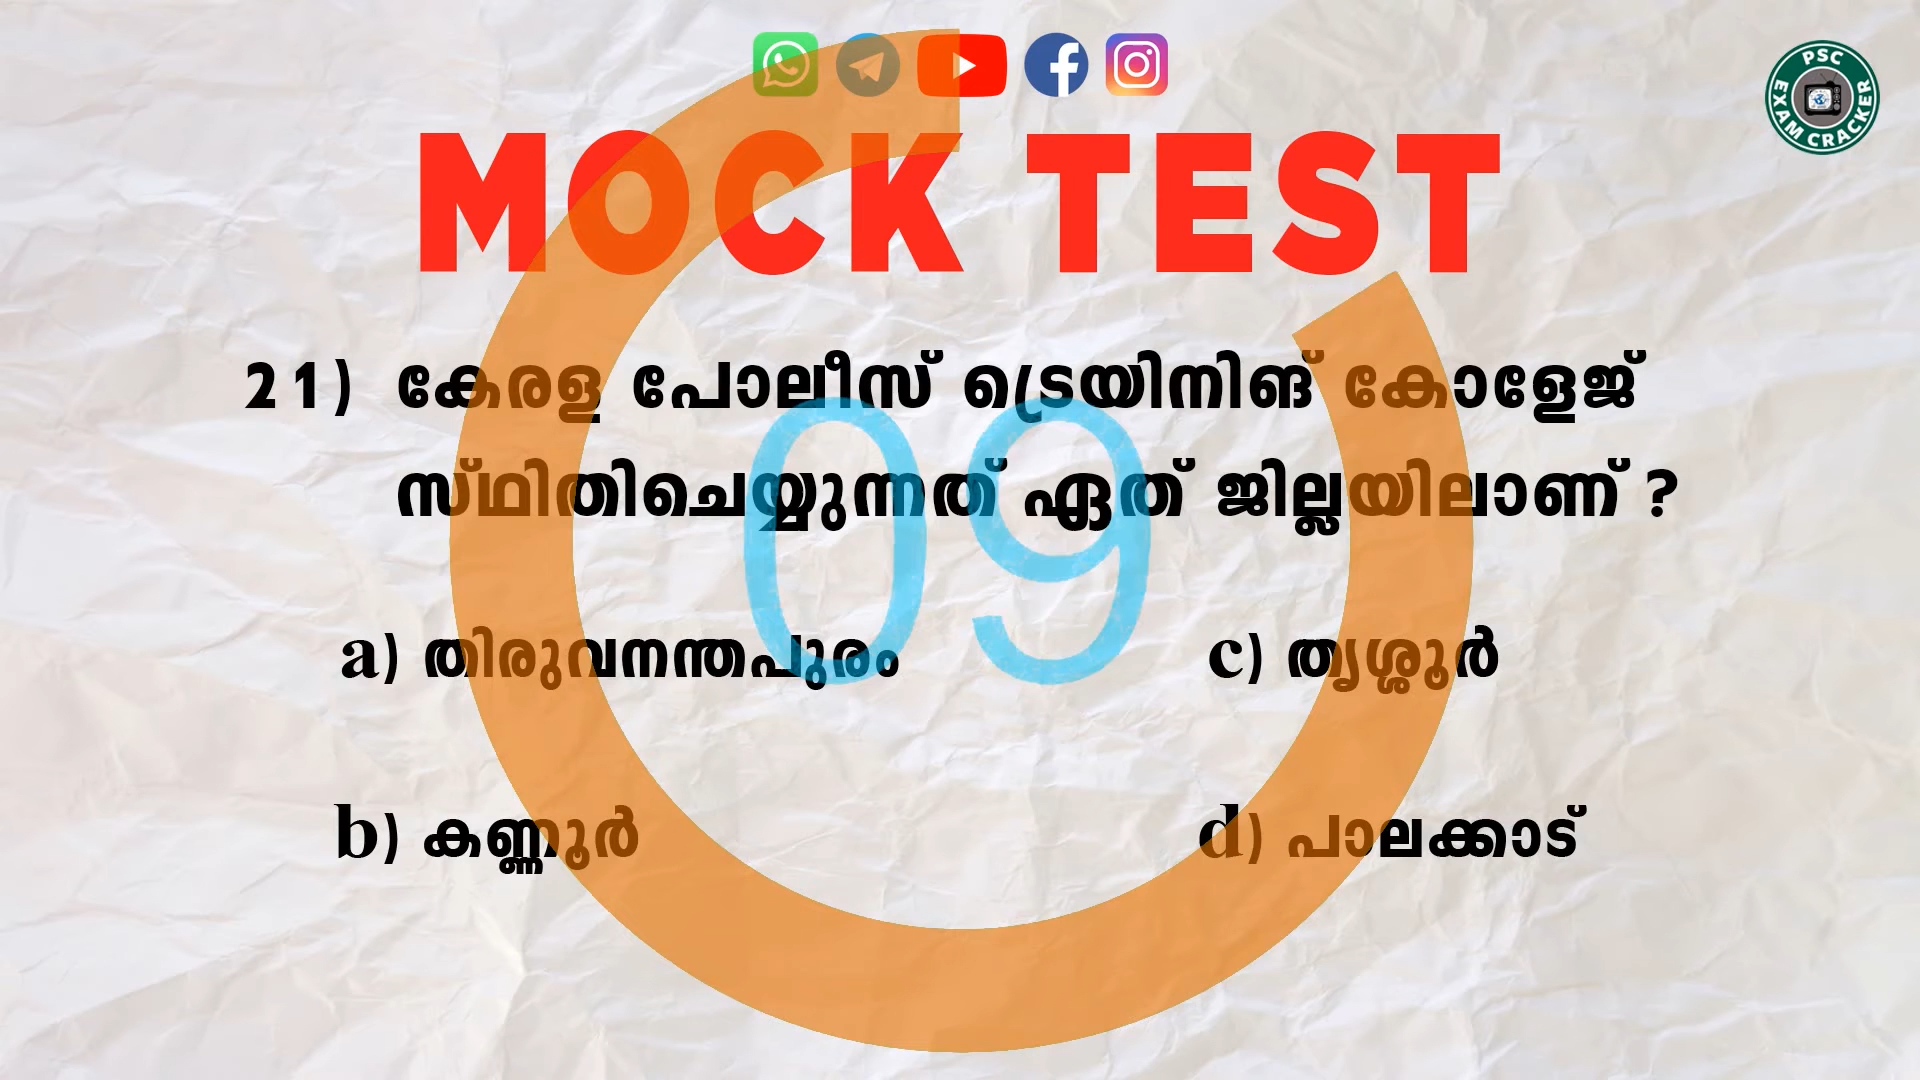 PSC
EXAM CRACKER
MOCK TEST
21) കേരള പോലീസ് ട്രെയിനിങ് കോളേജ്
സ്ഥിതിചെയ്യുന്നത് ഏത് ജില്ലയിലാണ് ?
09
a) തിരുവനന്തപുരം
c) തൃശ്ശൂർ
b) കണ്ണൂർ
d) പാലക്കാട്